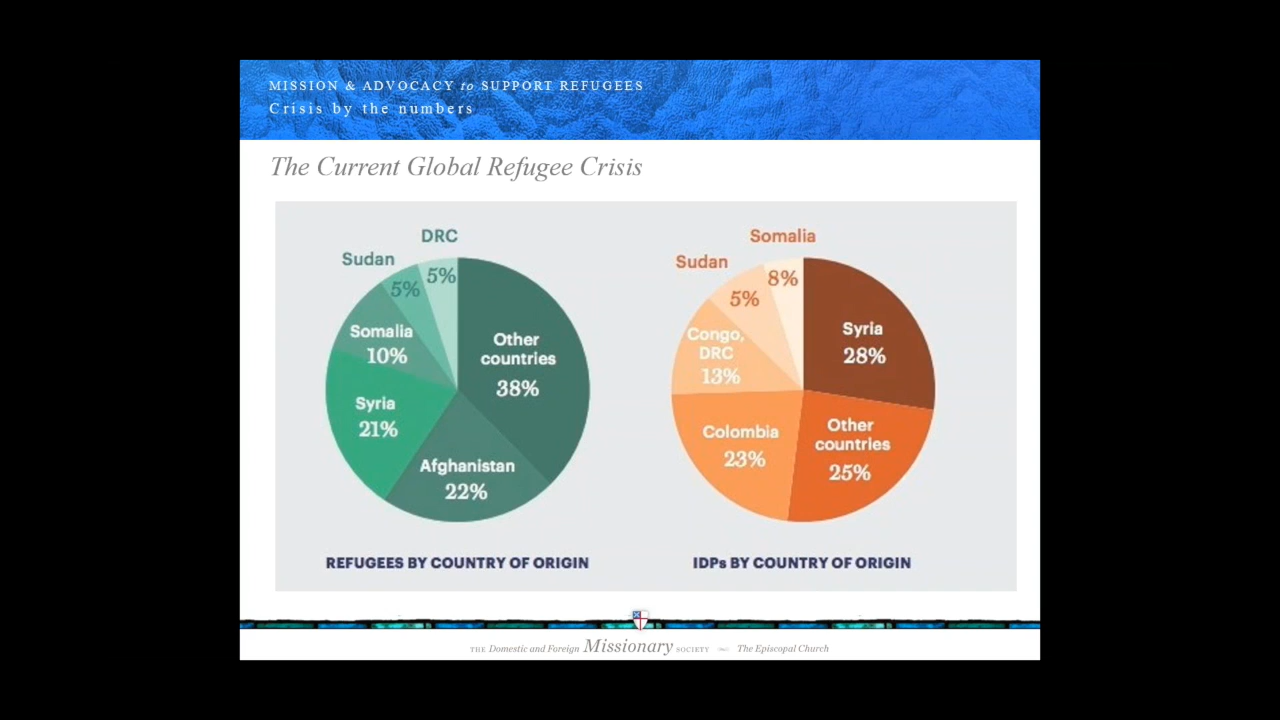 MISSION & ADVOCACY to SUPPORT REFUGEES
Crisis by the numbers
The Current Global Refugee Crisis
DRC
5%
Sudan
5%
Somalia
10%
Syria
21%
Afghanistan
22%
Other
countries
38%
REFUGEES BY COUNTRY OF ORIGIN
Somalia
8%
Sudan
5%
Congo,
DRC
13%
Colombia
23%
Other
countries
25%
Syria
28%
IDPs BY COUNTRY OF ORIGIN
THE Domestic and Foreign Missionary SOCIETY The Episcopal Church